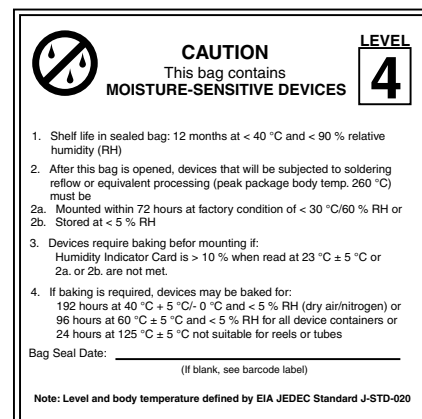 LEVEL
4
CAUTION
This bag contains
MOISTURE-SENSITIVE DEVICES
1. Shelf life in sealed bag: 12 months at < 40 °C and < 90 % relative
humidity (RH)
2. After this bag is opened, devices that will be subjected to soldering
reflow or equivalent processing (peak package body temp. 260 °C)
must be
2a. Mounted within 72 hours at factory condition of < 30 °C/60 % RH or
2b. Stored at < 5 % RH
3. Devices require baking befor mounting if:
Humidity Indicator Card is > 10 % when read at 23 °C ± 5 °C or
2a. or 2b. are not met.
4. If baking is required, devices may be baked for:
192 hours at 40 °C + 5 °C/- 0 °C and < 5 % RH (dry air/nitrogen) or
96 hours at 60 °C ± 5 °C and < 5 % RH for all device containers or
24 hours at 125 °C ± 5 °C not suitable for reels or tubes
Bag Seal Date:
(If blank, see barcode label)
Note: Level and body temperature defined by EIA JEDEC Standard J-STD-020